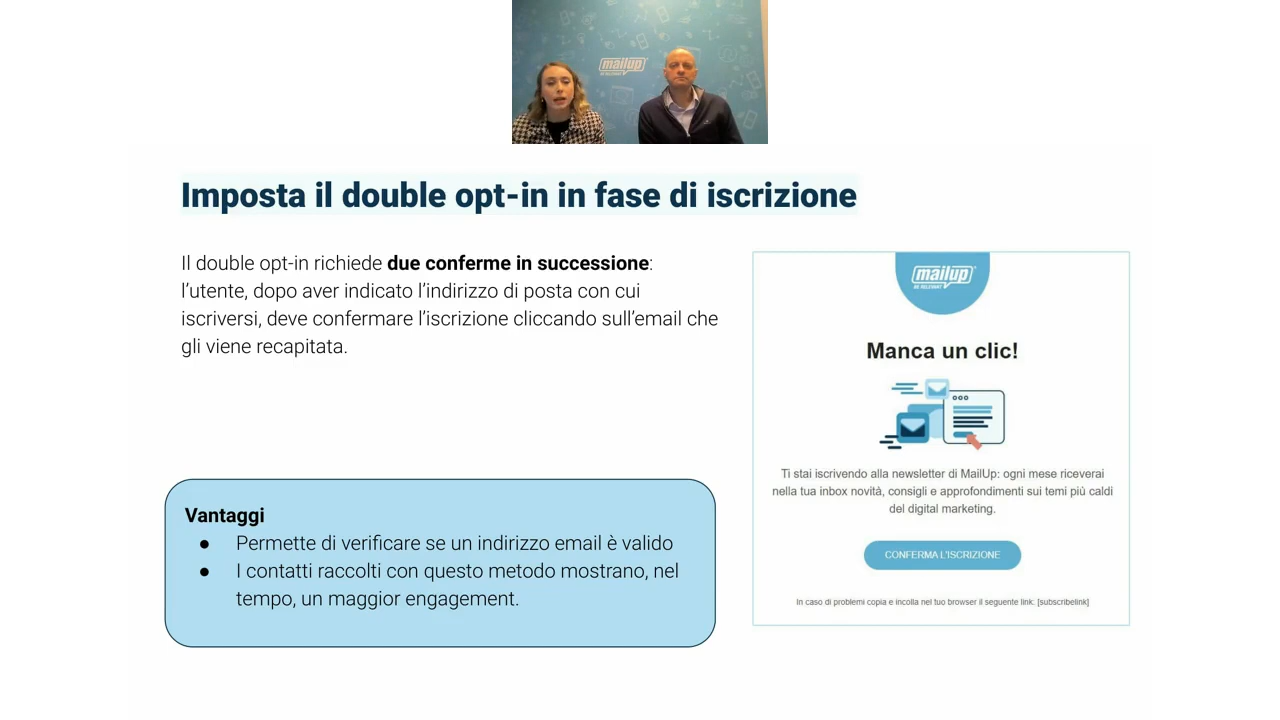 mailup
BE RELEVANT
Imposta il double opt-in in fase di iscrizione
Il double opt-in richiede due conferme in successione:
l’utente, dopo aver indicato l’indirizzo di posta con cui
iscriversi, deve confermare l’iscrizione cliccando sull’email che
gli viene recapitata.
Vantaggi
● Permette di verificare se un indirizzo email è valido
● I contatti raccolti con questo metodo mostrano, nel
tempo, un maggior engagement.
mailup
BE RELEVANT
Manca un clic!
Ti stai iscrivendo alla newsletter di MailUp: ogni mese riceverai
nella tua inbox novità, consigli e approfondimenti sui temi più caldi
del digital marketing.
CONFERMA L'ISCRIZIONE
In caso di problemi copia e incolla nel tuo browser il seguente link: [subscribelink]